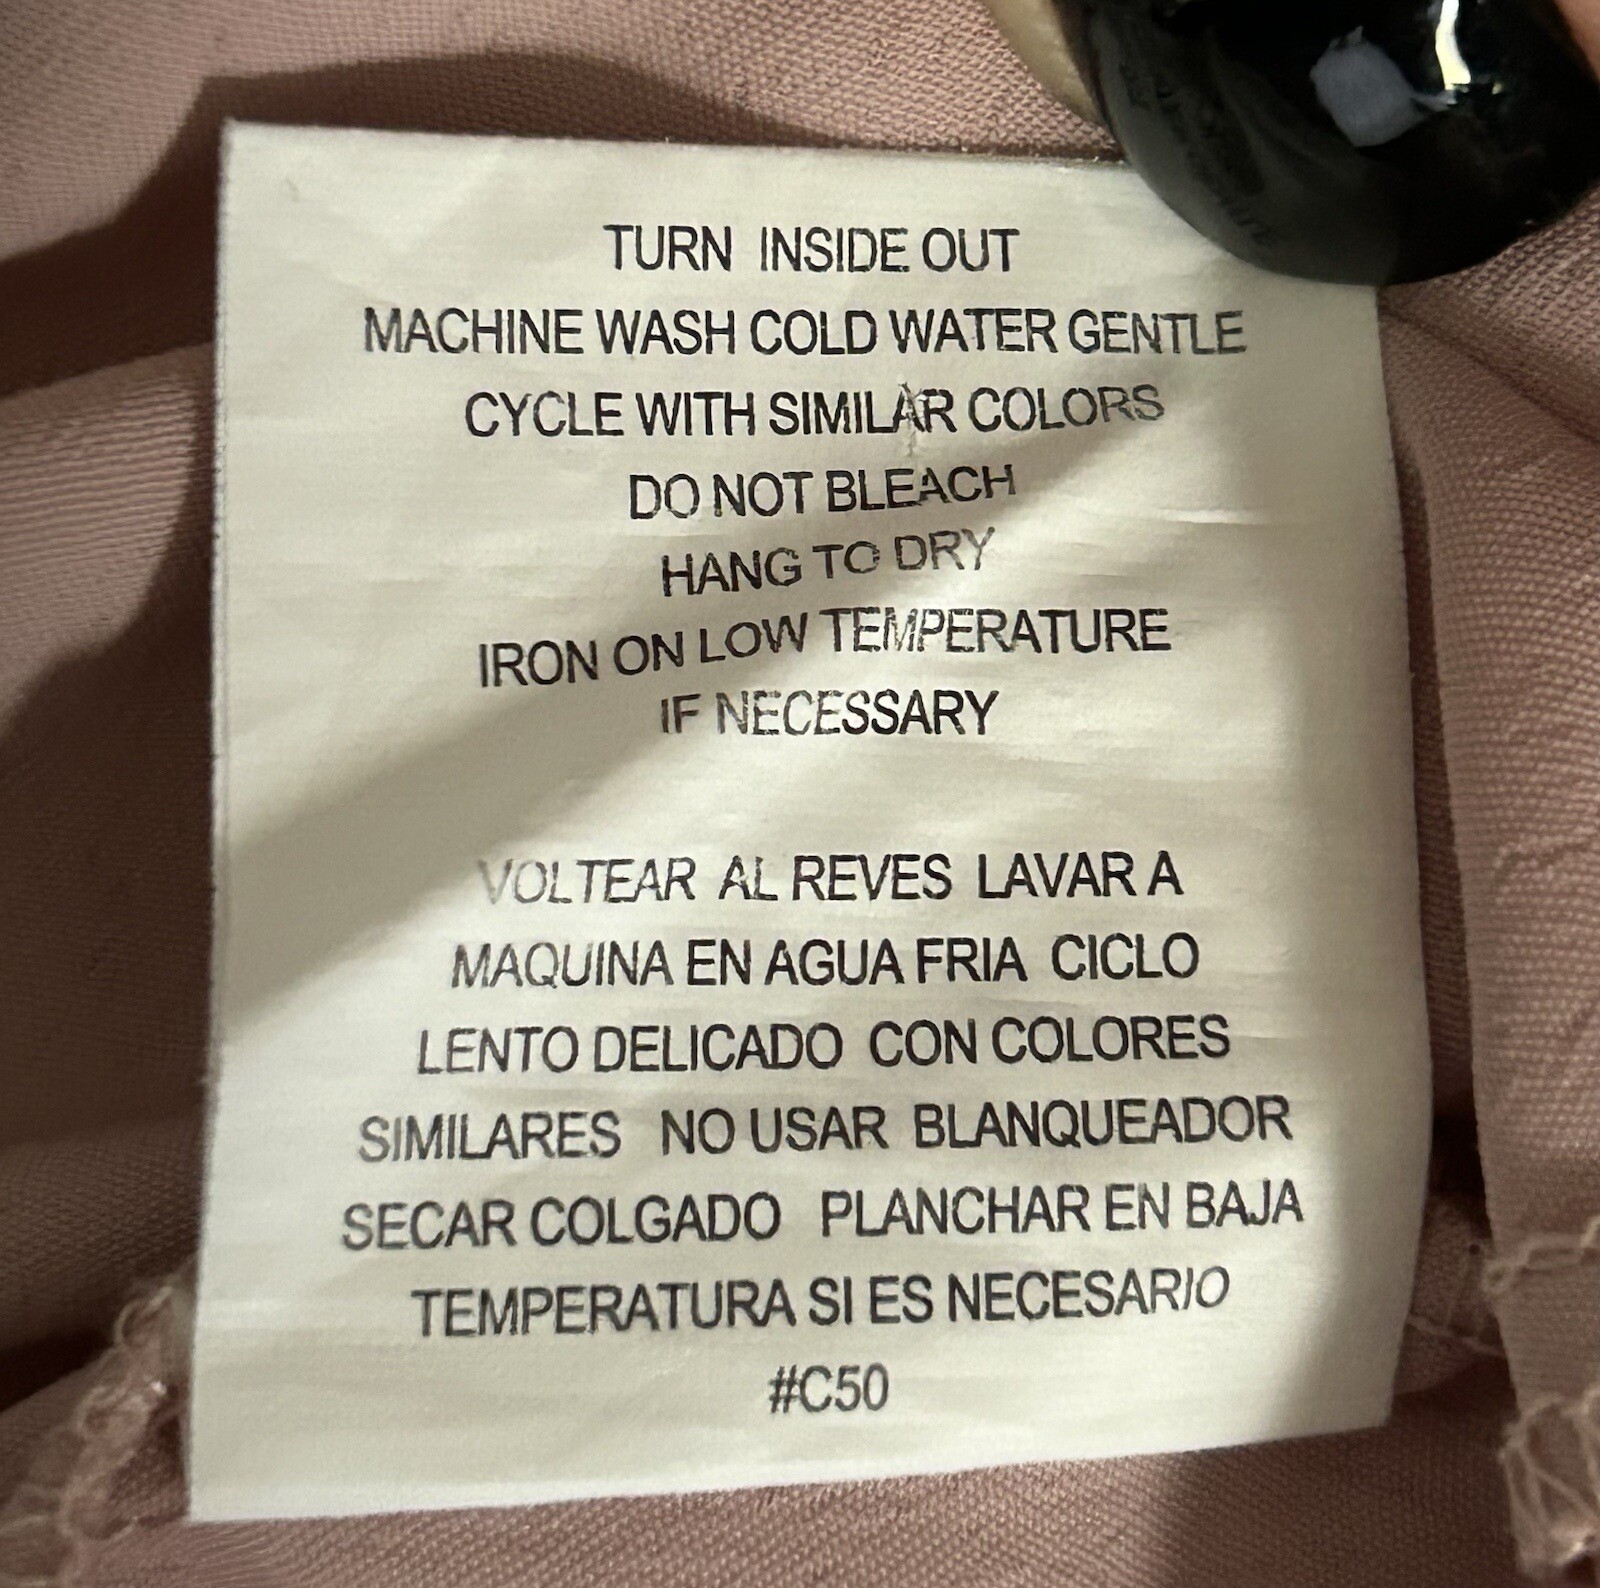 TURN INSIDE OUT
MACHINE WASH COLD WATER GENTLE
CYCLE WITH SIMILAR COLORS
DO NOT BLEACH
HANG TO DRY
IRON ON LOW TEMPERATURE
IF NECESSARY
VOLTEAR AL REVES LAVAR A
MAQUINA EN AGUA FRIA CICLO
LENTO DELICADO CON COLORES
SIMILARES NO USAR BLANQUEADOR
SECAR COLGADO PLANCHAR EN BAJA
TEMPERATURA SI ES NECESARIO
#C50